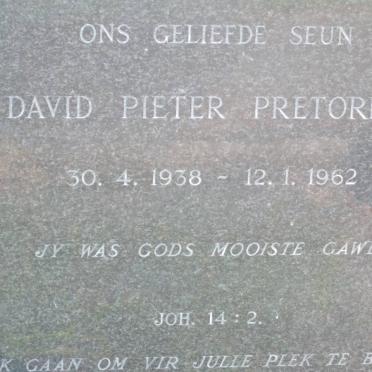 ONS GELIEFDE SEUN
DAVID PIETER
30. 4. 1938 ~ 12. 1. 1962
JY WAS GODS MOOISTE
JOH. 14 : 2.
GAAN OM VIR JULLE PLEK TE